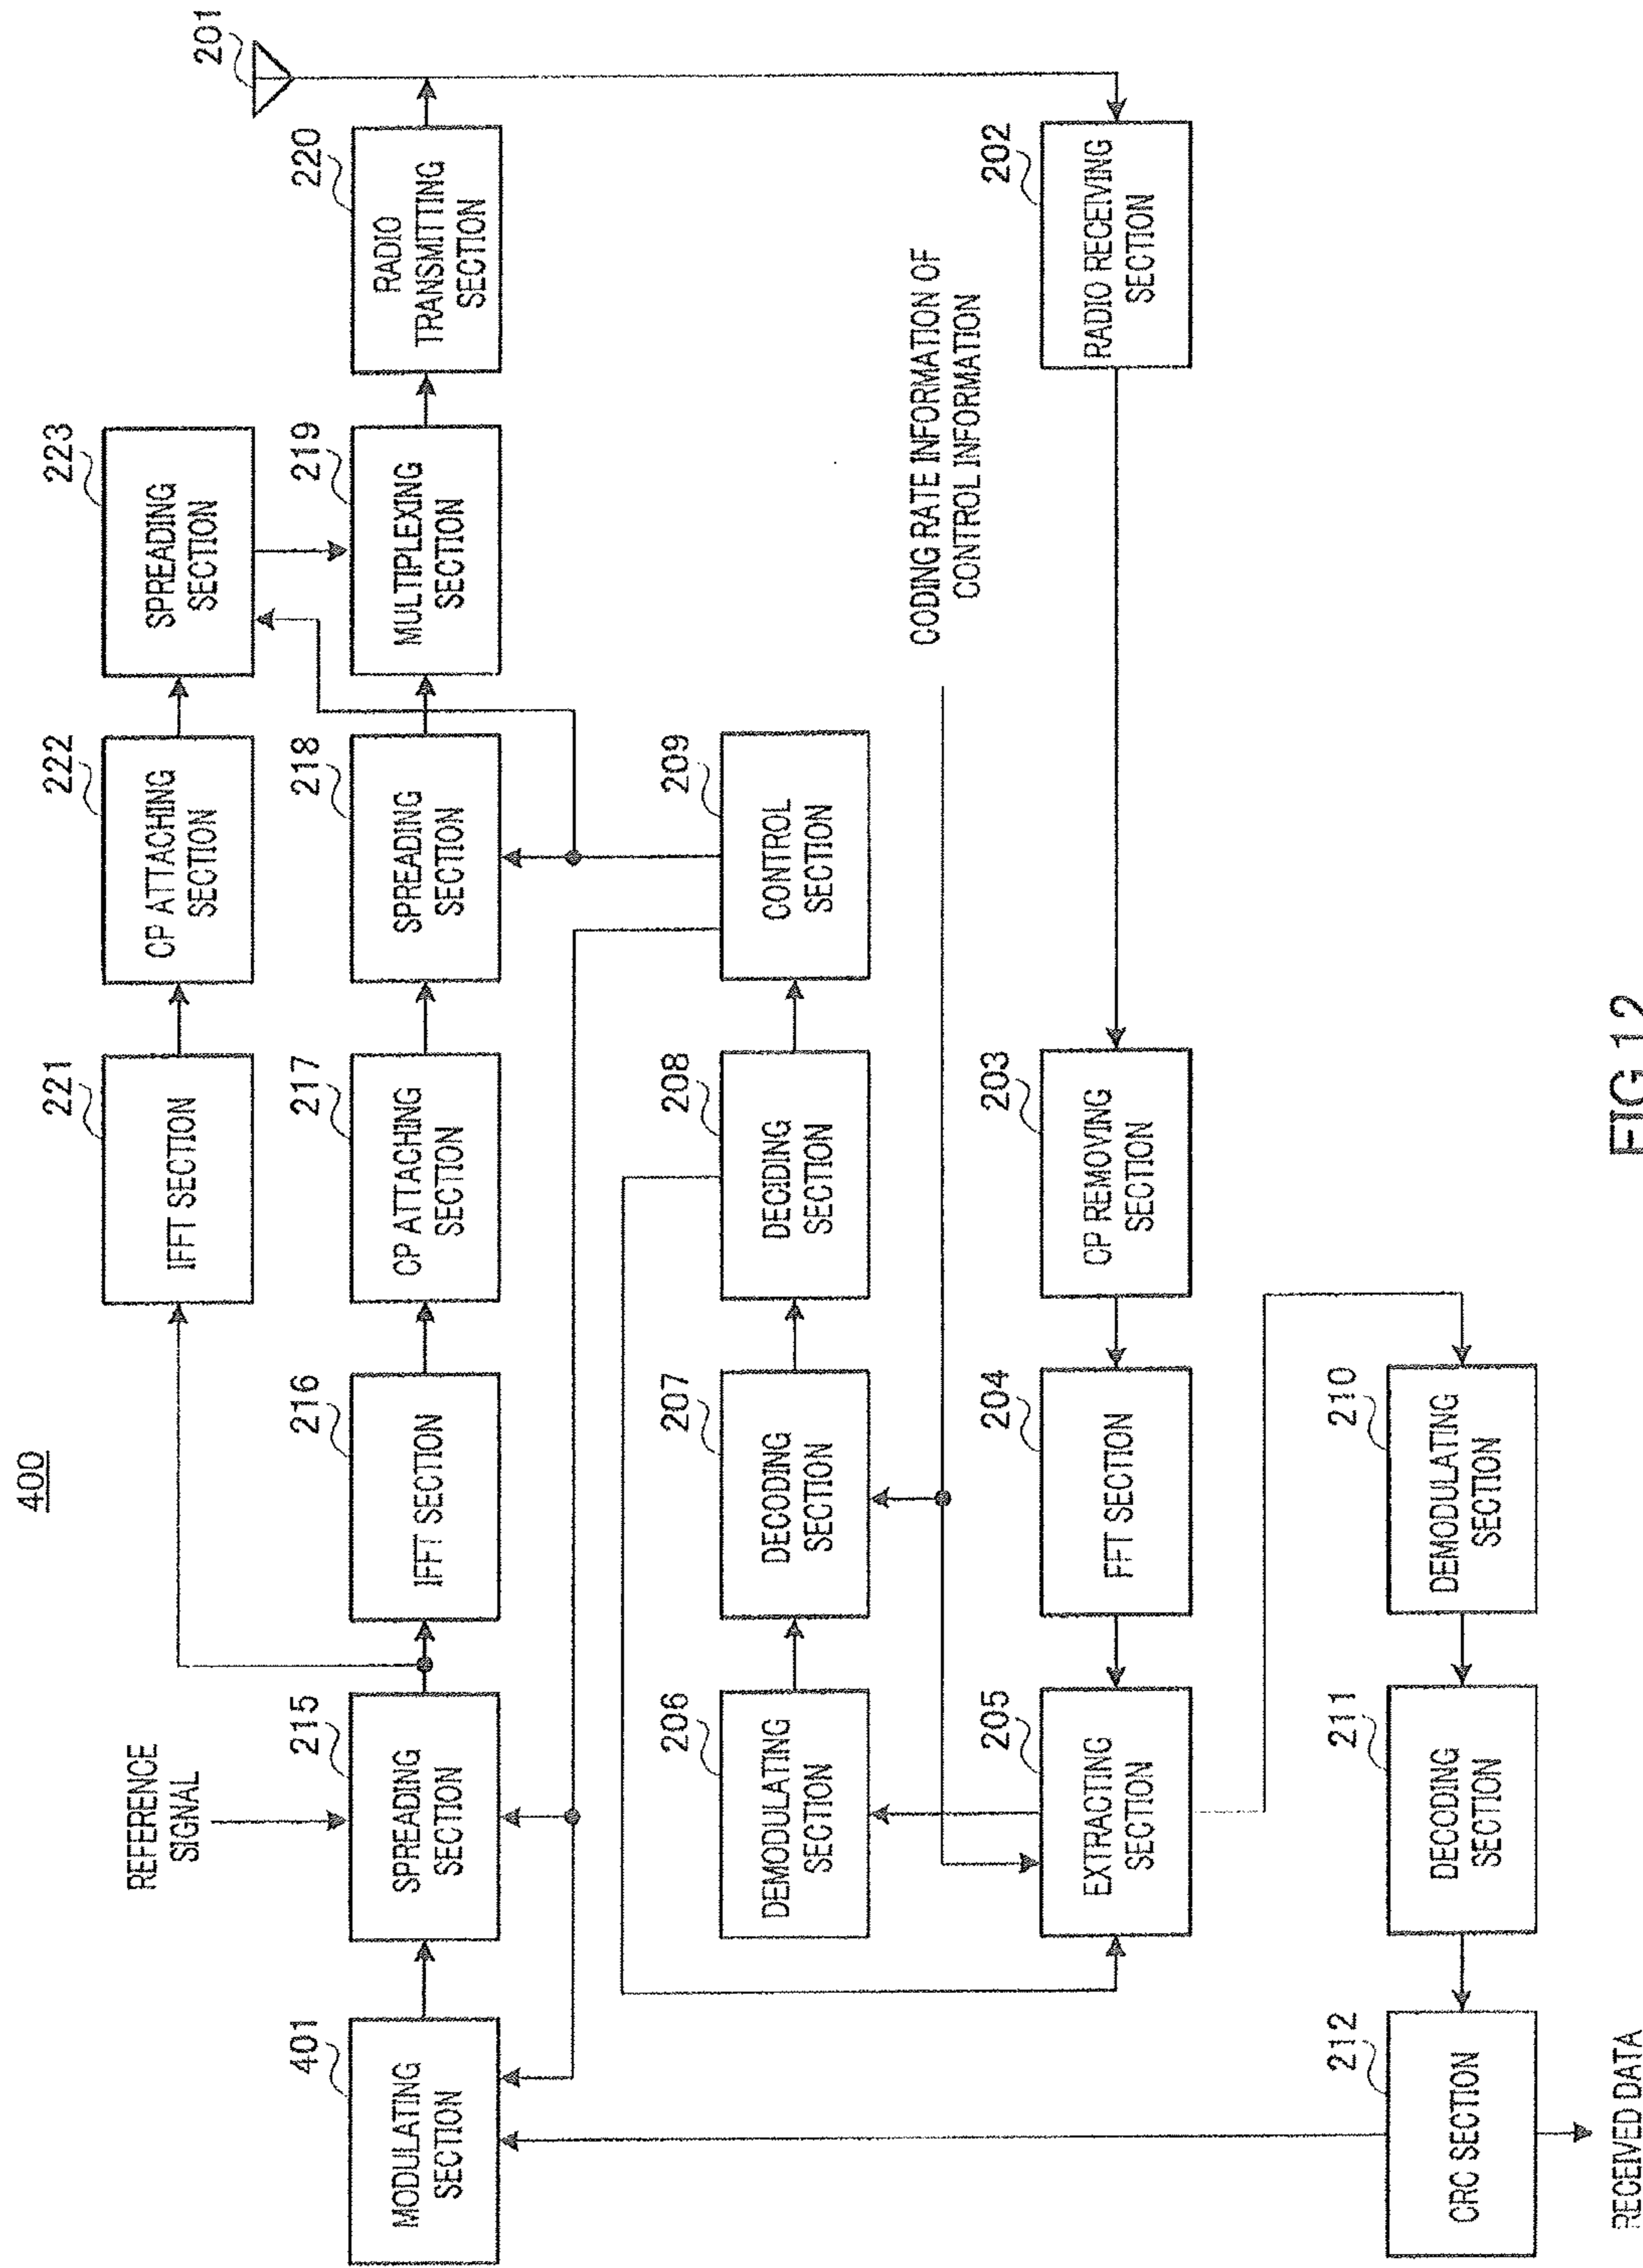 400
REFERENCE
SIGNAL
221
IFFT SECTION
222
CP ATTACHING
SECTION
223
SPREADING
SECTION
201
401
MODULATING
SECTION
215
SPREADING
SECTION
216
IFFT SECTION
217
CP ATTACHING
SECTION
218
SPREADING
SECTION
219
MULTIPLEXING
SECTION
220
RADIO
TRANSMITTING
SECTION
206
DEMODULATING
SECTION
207
DECODING
SECTION
208
DECIDING
SECTION
209
CONTROL
SECTION
CODING RATE INFORMATION OF
CONTROL INFORMATION
205
EXTRACTING
SECTION
204
FFT SECTION
203
CP REMOVING
SECTION
202
RADIO RECEIVING
SECTION
212
CRC SECTION
211
DECODING
SECTION
210
DEMODULATING
SECTION
RECEIVED DATA
FIG.12